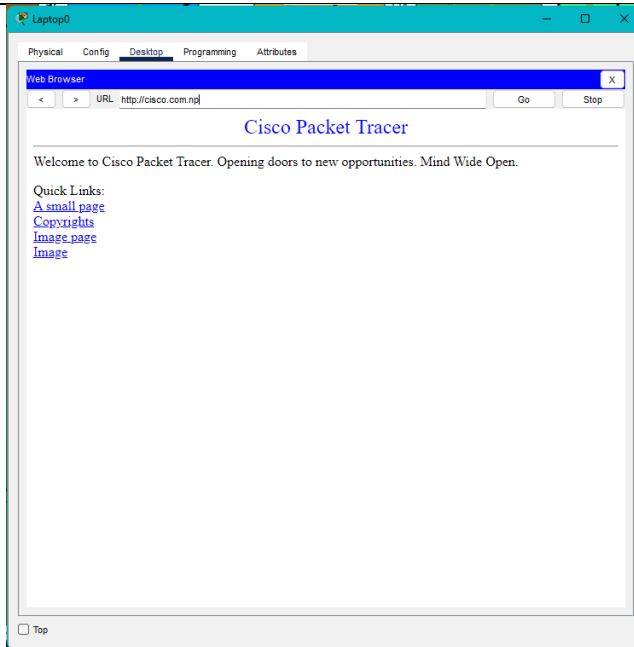 Laptop0
Physical Config Desktop Programming Attributes
Web Browser X
< > URL http://cisco.com.np Go Stop
Cisco Packet Tracer
Welcome to Cisco Packet Tracer. Opening doors to new opportunities. Mind Wide Open.
Quick Links:
A small page
Copyrights
Image page
Image
Top